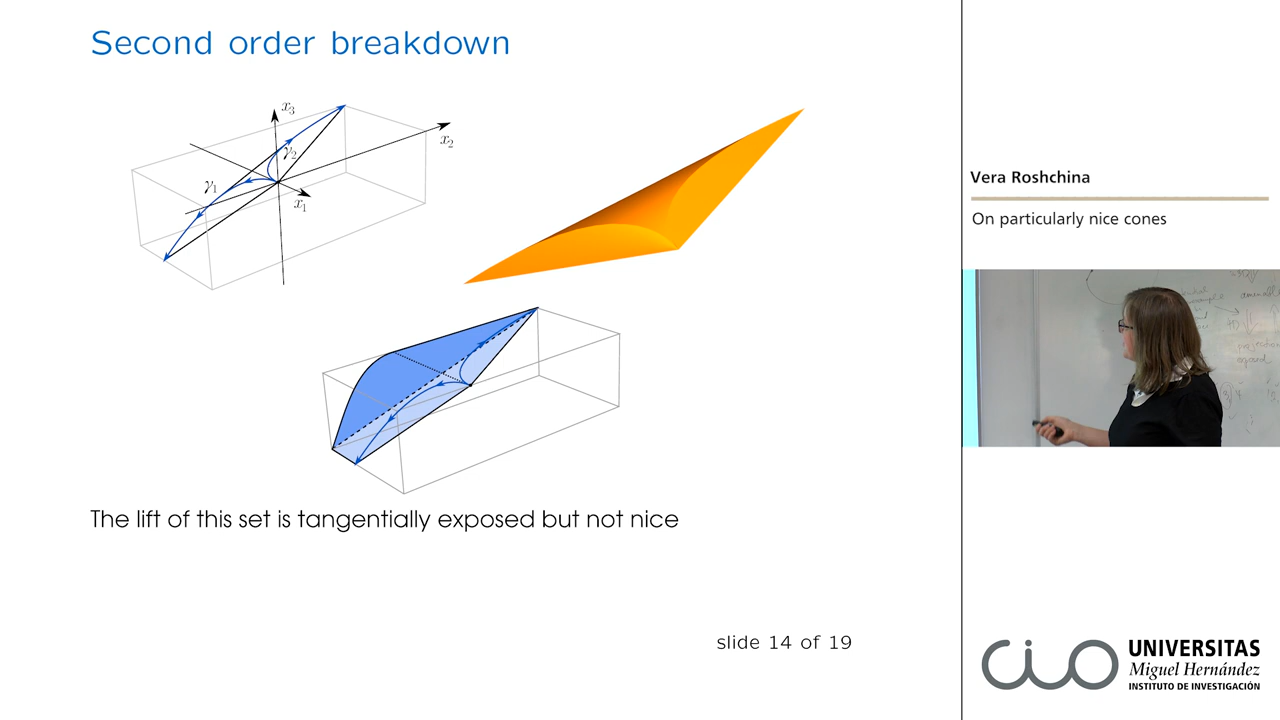 Second order breakdown
x3
x2
γ2
γ1
x1
The lift of this set is tangentially exposed but not nice
slide 14 of 19
Vera Roshchina
On particularly nice cones
cio
UNIVERSITAS
Miguel Hernández
INSTITUTO DE INVESTIGACIÓN